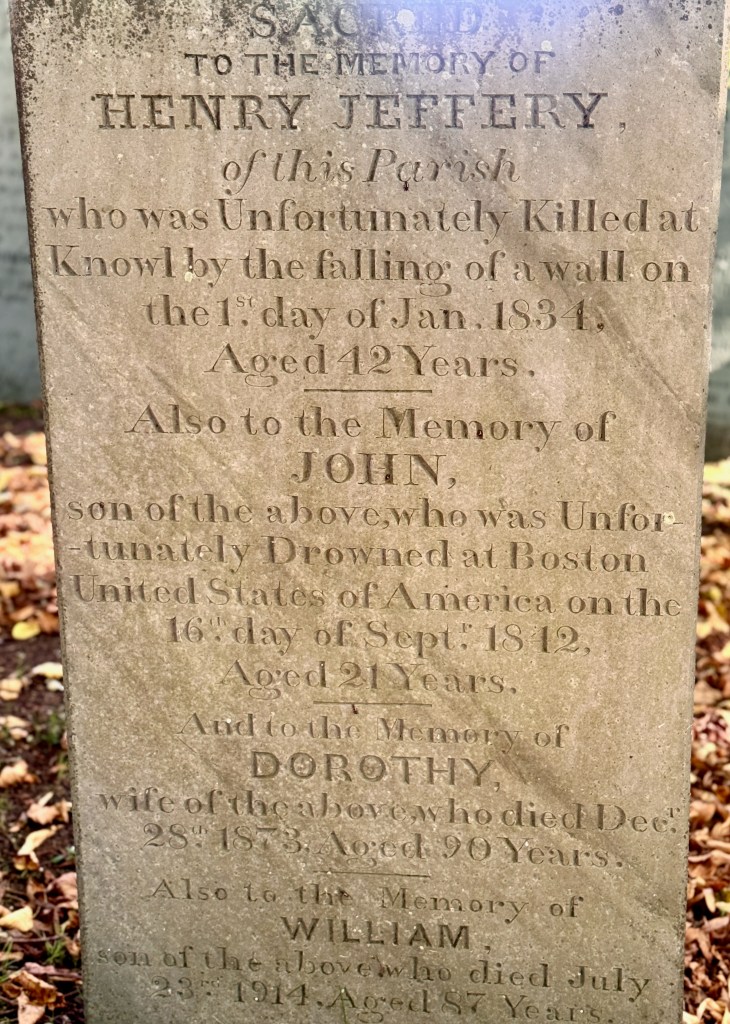 SACRED
TO THE MEMORY OF
HENRY JEFFERY,
of this Parish
who was Unfortunately Killed at
Knowl by the falling of a wall on
the 1st. day of Jan. 1834.
Aged 42 Years.
Also to the Memory of
JOHN,
son of the above, who was Unfor-
-tunately Drowned at Boston
United States of America on the
16th. day of Septr. 1842.
Aged 21 Years.
And to the Memory of
DOROTHY,
wife of the above, who died Decr.
28th. 1873. Aged 90 Years.
Also to the Memory of
WILLIAM,
son of the above, who died July
23rd. 1914. Aged 87 Years.